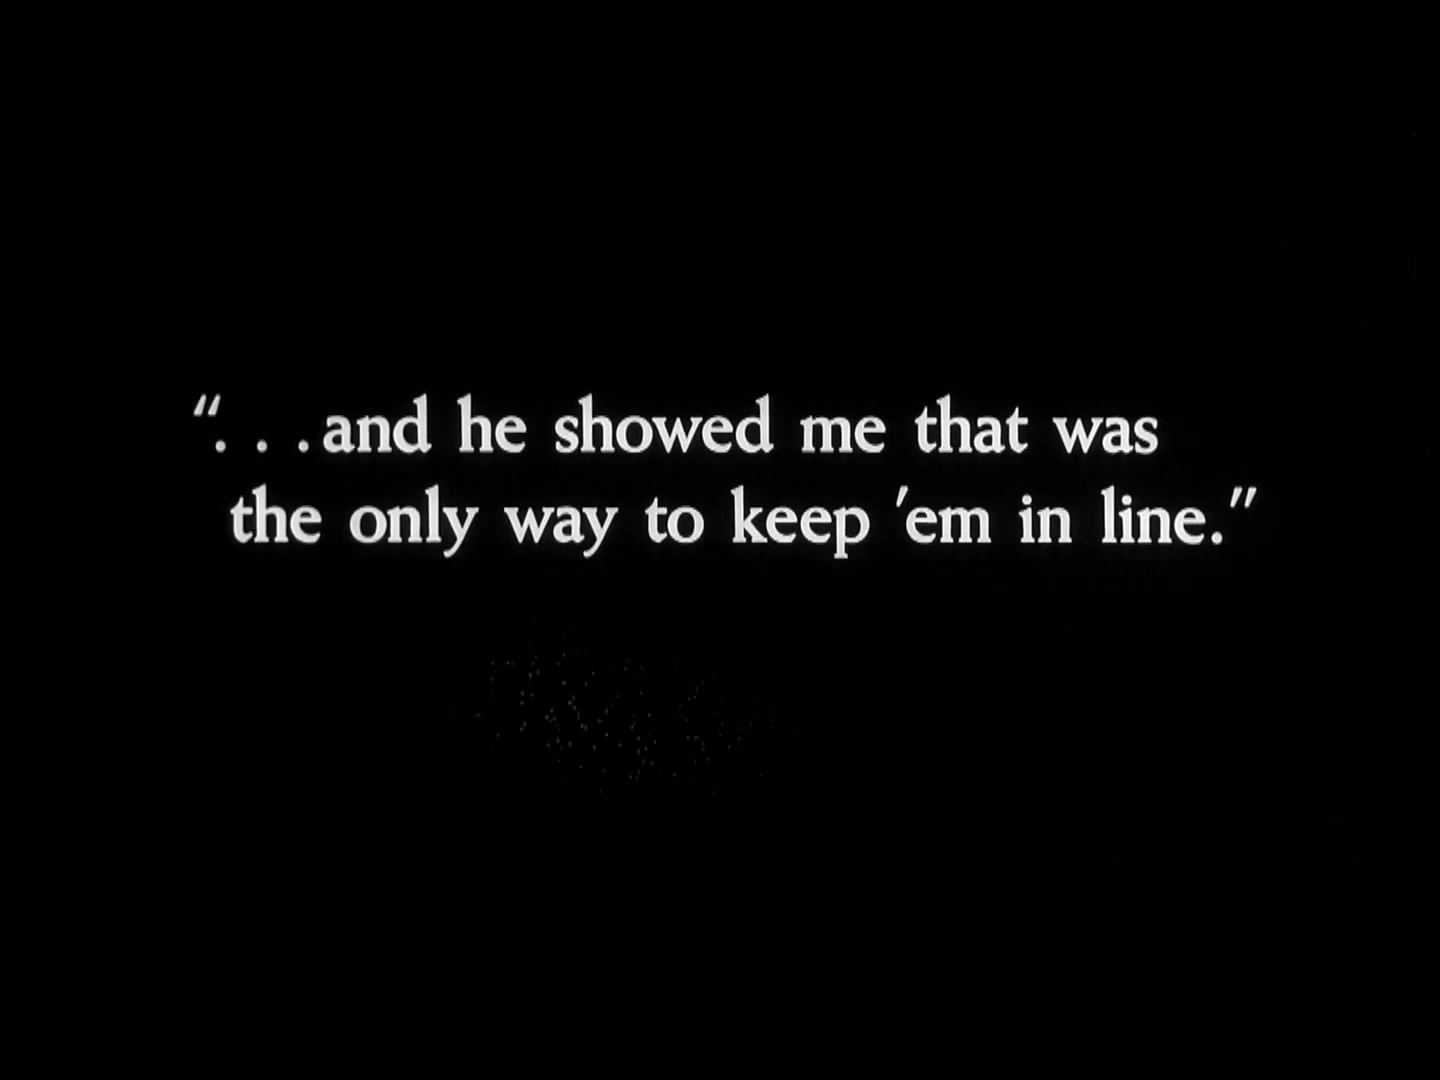 “. . . and he showed me that was
the only way to keep 'em in line.”